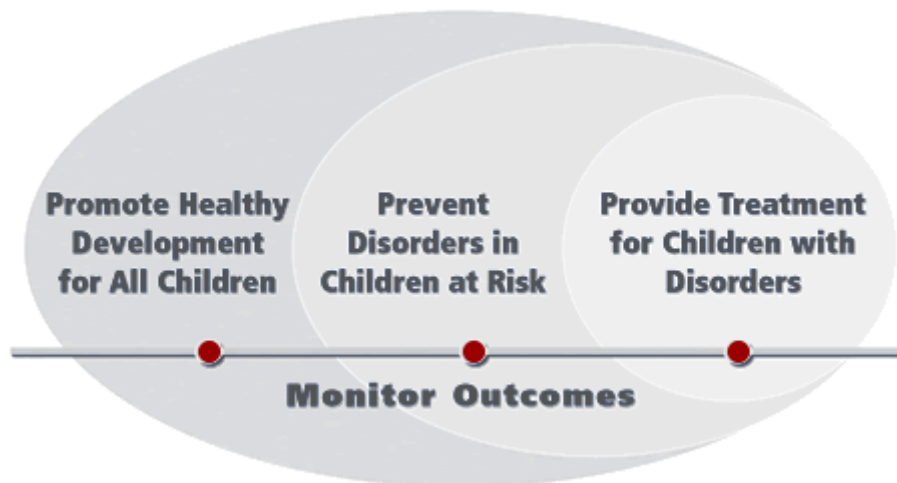 Promote Healthy
Development
for All Children
Prevent
Disorders in
Children at Risk
Provide Treatment
for Children with
Disorders
Monitor Outcomes